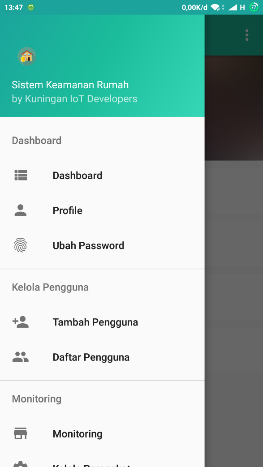 13:47
0,00K/d
H
Sistem Keamanan Rumah
by Kuningan IoT Developers
Dashboard
Dashboard
Profile
Ubah Password
Kelola Pengguna
Tambah Pengguna
Daftar Pengguna
Monitoring
Monitoring